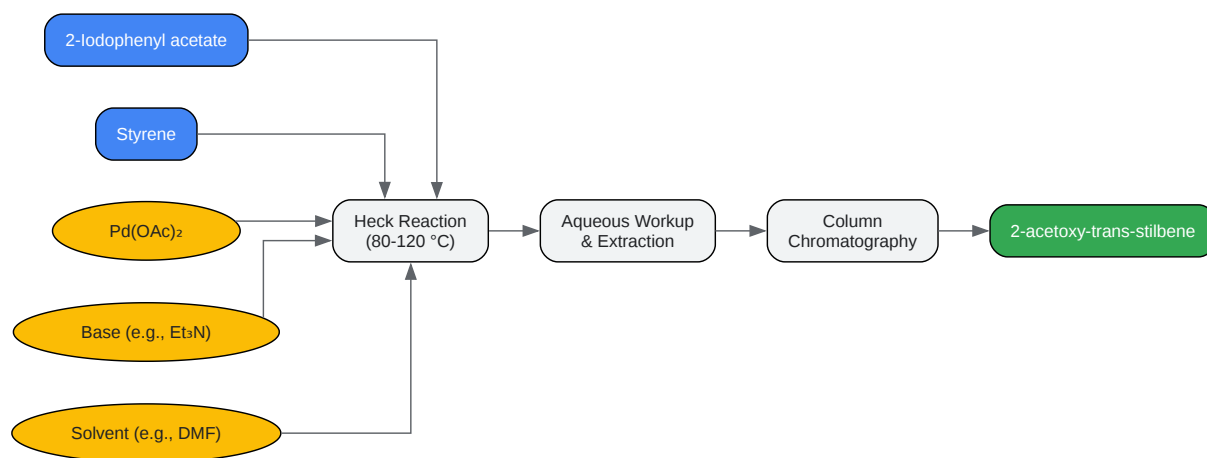 2-Iodophenyl acetate
Styrene
Pd(OAc)₂
Base (e.g., Et₃N)
Solvent (e.g., DMF)
Heck Reaction
(80-120 °C)
Aqueous Workup
& Extraction
Column
Chromatography
2-acetoxy-trans-stilbene